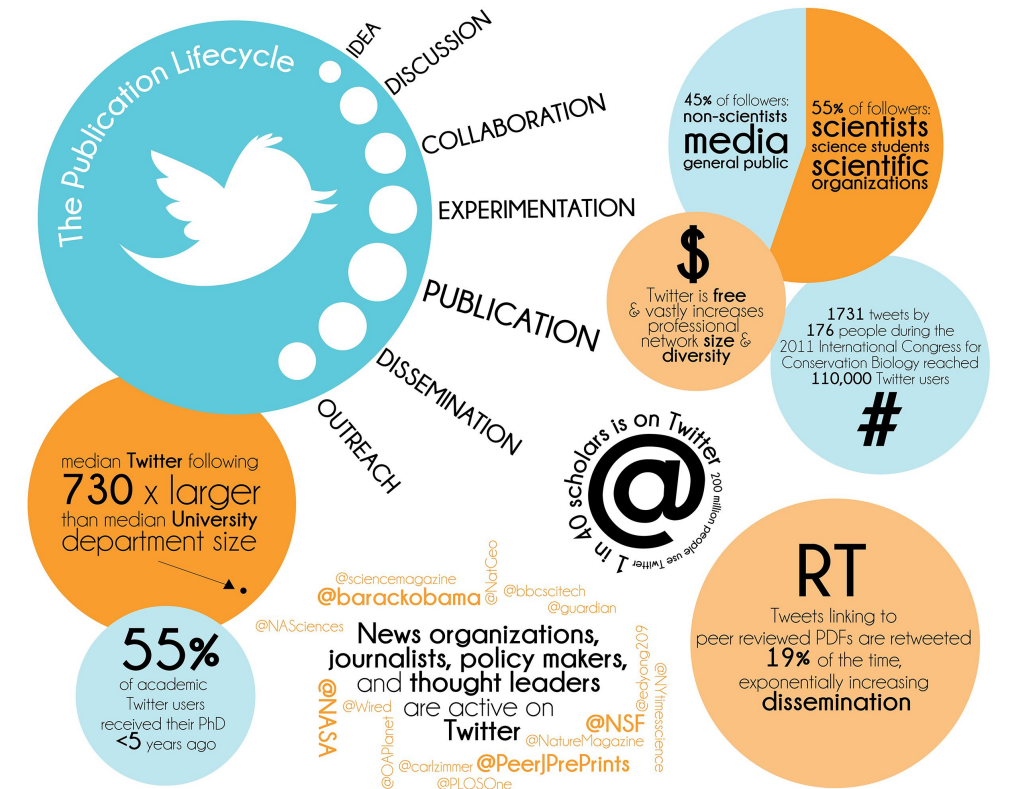 The Publication Lifecycle
IDEA
DISCUSSION
COLLABORATION
EXPERIMENTATION
PUBLICATION
DISSEMINATION
OUTREACH
45% of followers:
non-scientists
media
general public
55% of followers:
scientists
science students
scientific
organizations
$
Twitter is free
& vastly increases
professional
network size &
diversity
1731 tweets by
176 people during the
2011 International Congress for
Conservation Biology reached
110,000 Twitter users
#
median Twitter following
730 x larger
than median University
department size
1 in 40 scholars is on Twitter
200 million people use Twitter
@
55%
of academic
Twitter users
received their PhD
<5 years ago
@sciencemagazine
@barackobama
@NatGeo
@bbcscitech
@guardian
@NASciences
News organizations,
journalists, policy makers,
and thought leaders
are active on
Twitter
@NASA
@Wired
@OAPlanet
@carlzimmer
@PLOSOne
@PeerJPrePrints
@NatureMagazine
@NSF
@edyong209
@NYtimesscience
RT
Tweets linking to
peer reviewed PDFs are retweeted
19% of the time,
exponentially increasing
dissemination